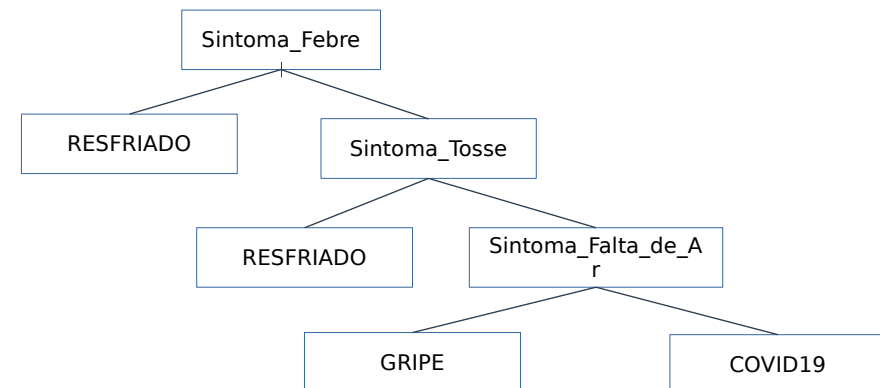 Sintoma_Febre
RESFRIADO
Sintoma_Tosse
RESFRIADO
Sintoma_Falta_de_A
r
GRIPE
COVID19